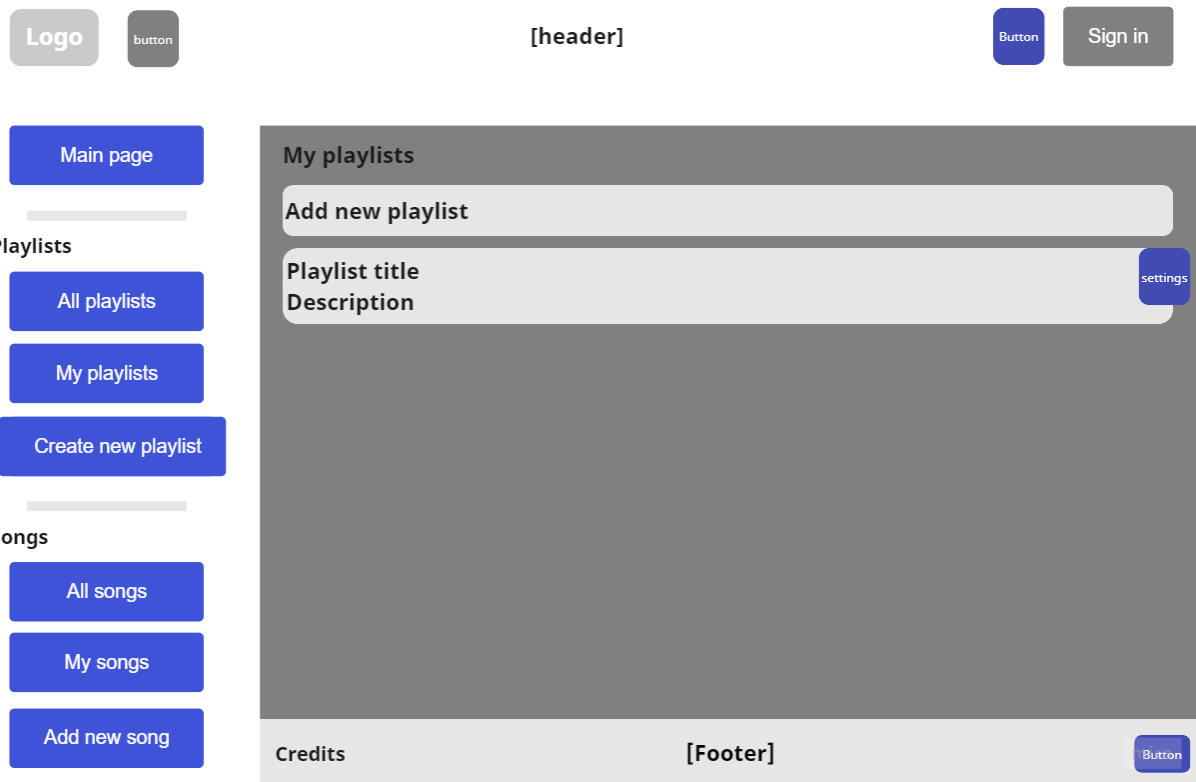 Logo
button
[header]
Button
Sign in
Main page
Playlists
All playlists
My playlists
Create new playlist
ongs
All songs
My songs
Add new song
My playlists
Add new playlist
Playlist title
Description
settings
Credits
[Footer]
Button